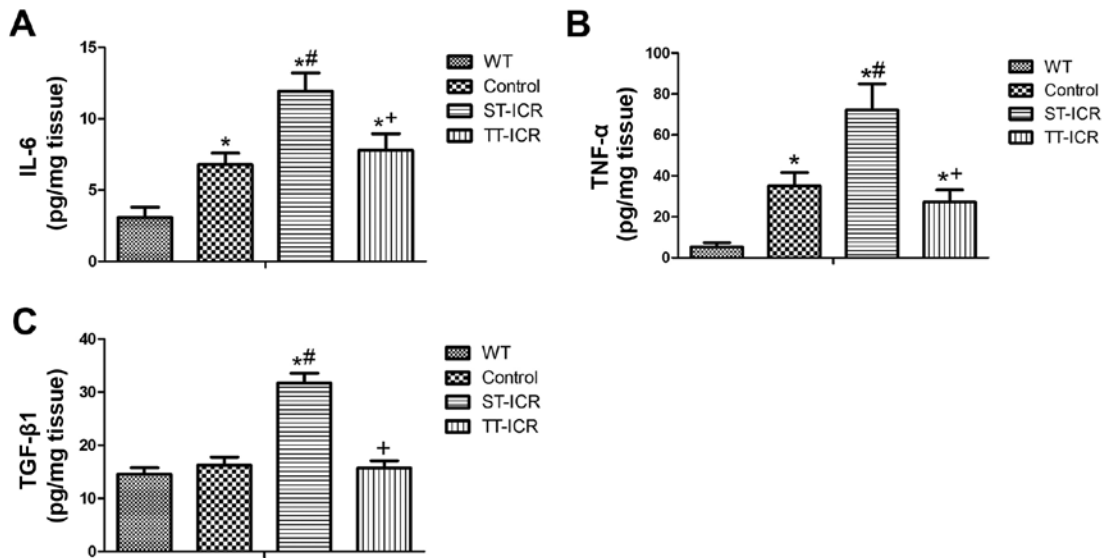 A
IL-6
(pg/mg tissue)
15
10
5
0
*
*#
*+
WT
Control
ST-ICR
TT-ICR
B
TNF-α
(pg/mg tissue)
100
80
60
40
20
0
*
*#
*+
WT
Control
ST-ICR
TT-ICR
C
TGF-β1
(pg/mg tissue)
40
30
20
10
0
*#
+
WT
Control
ST-ICR
TT-ICR